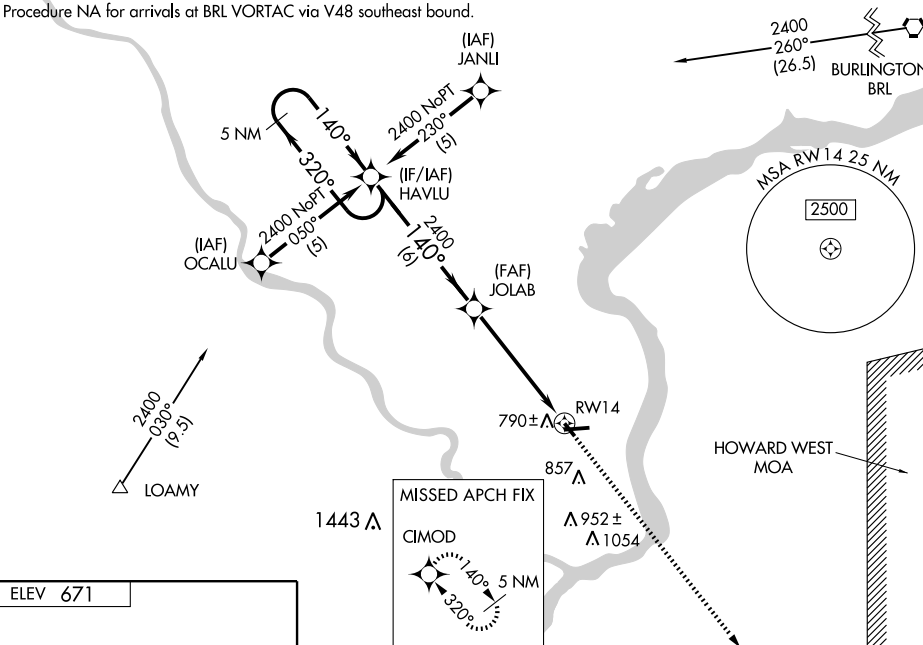 Procedure NA for arrivals at BRL VORTAC via V48 southeast bound.
(IAF)
JANLI
2400
260°
(26.5)
BURLINGTON
BRL
2400 NoPT
230°
(5)
5 NM
140°
320°
(IF/IAF)
HAVLU
MSA RW14 25 NM
2500
2400 NoPT
050°
(5)
(IAF)
OCALU
2400
140°
(6)
(FAF)
JOLAB
2400
030°
(9.5)
LOAMY
790±
RW14
857
HOWARD WEST
MOA
1443
952±
1054
MISSED APCH FIX
CIMOD
140°
320°
5 NM
ELEV 671